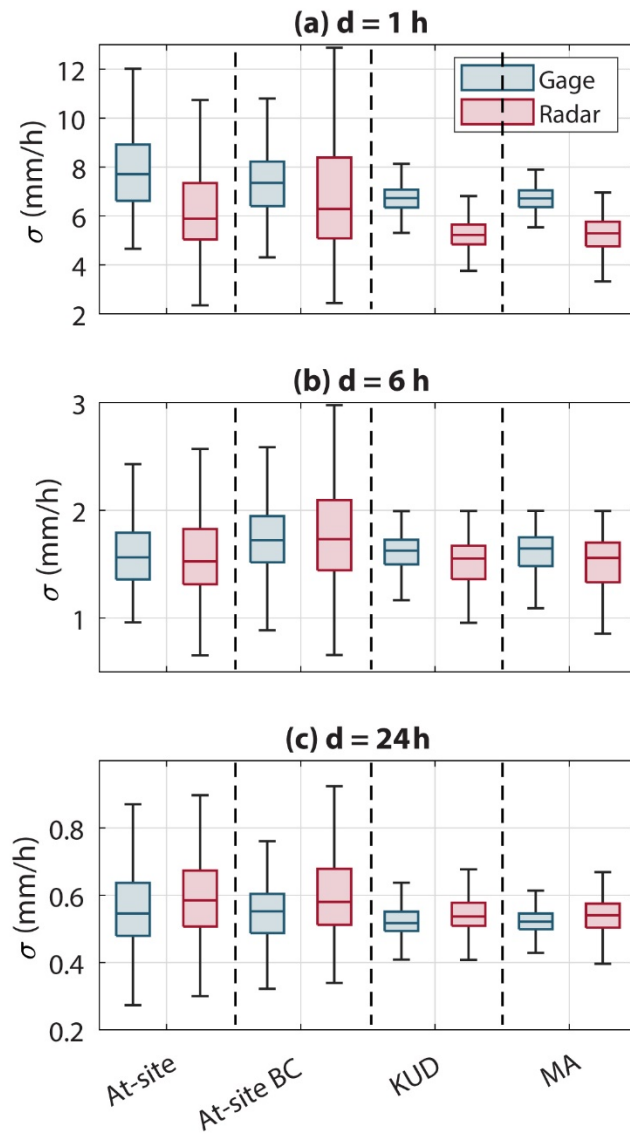 (a) d = 1 h
Gage
Radar
12
10
8
6
4
2
σ (mm/h)
(b) d = 6 h
3
2
1
σ (mm/h)
(c) d = 24 h
0.8
0.6
0.4
0.2
σ (mm/h)
At-site
At-site BC
KUD
MA